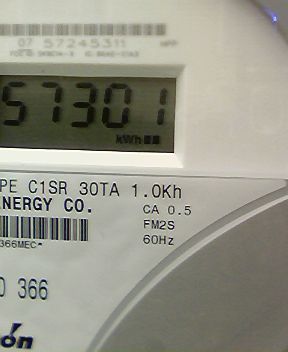 07 57245311
57301
kWh
PE C1SR 30TA 1.0Kh
ENERGY CO.
CA 0.5
FM2S
366MEC*
60Hz
0 366
ön